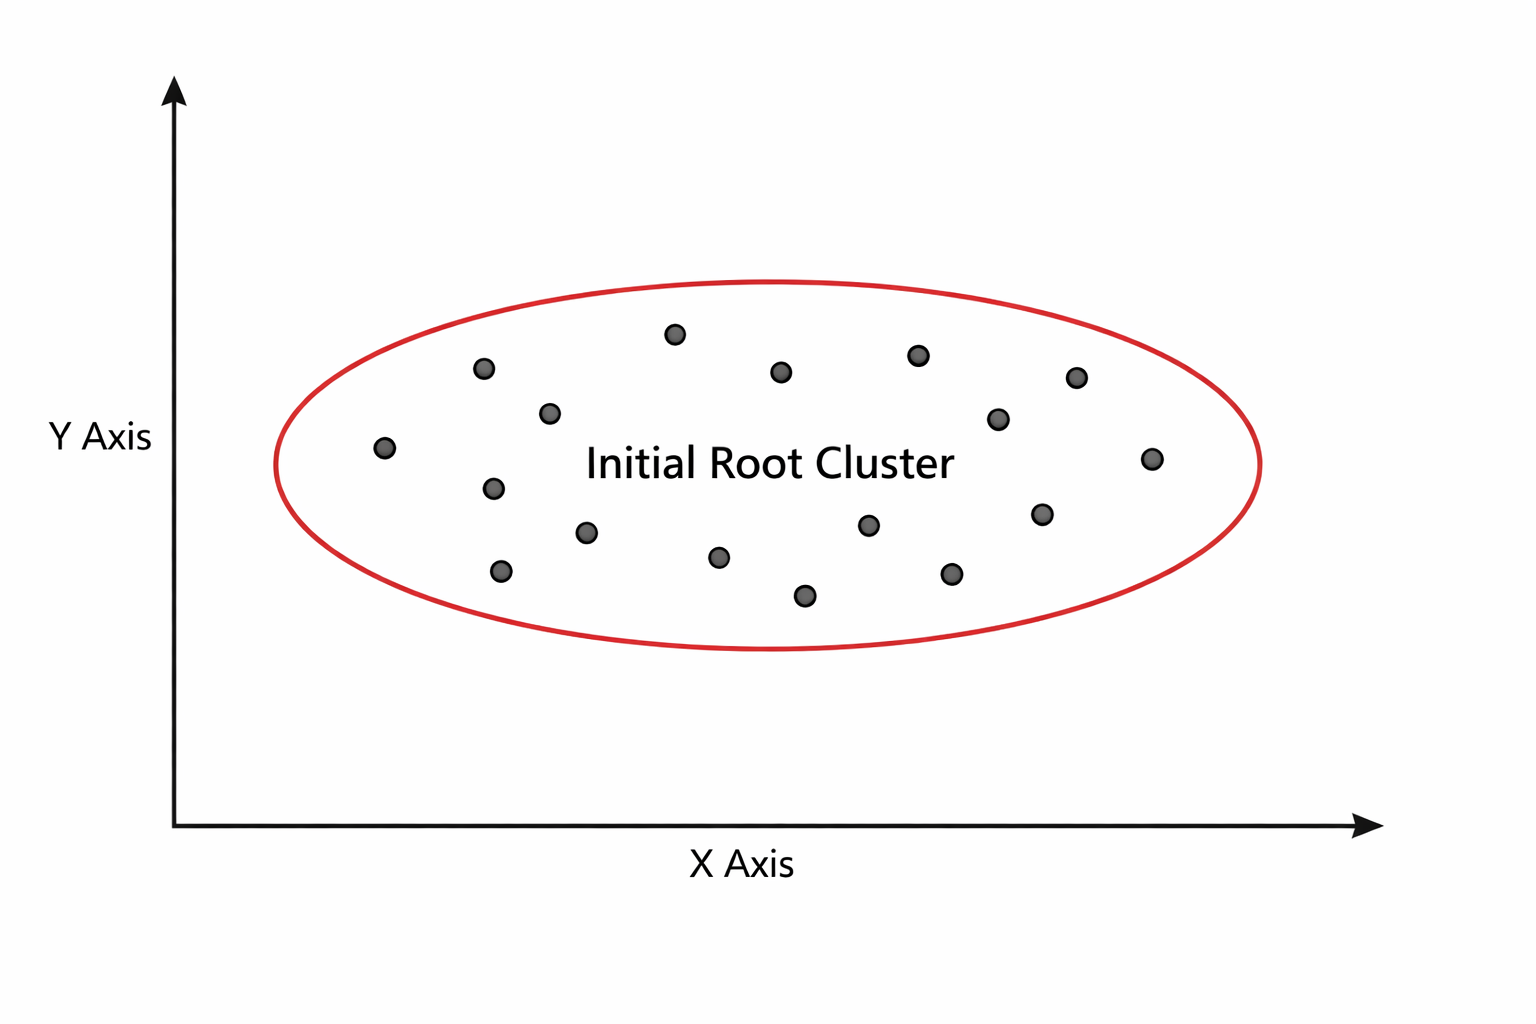 Y Axis
Initial Root Cluster
X Axis